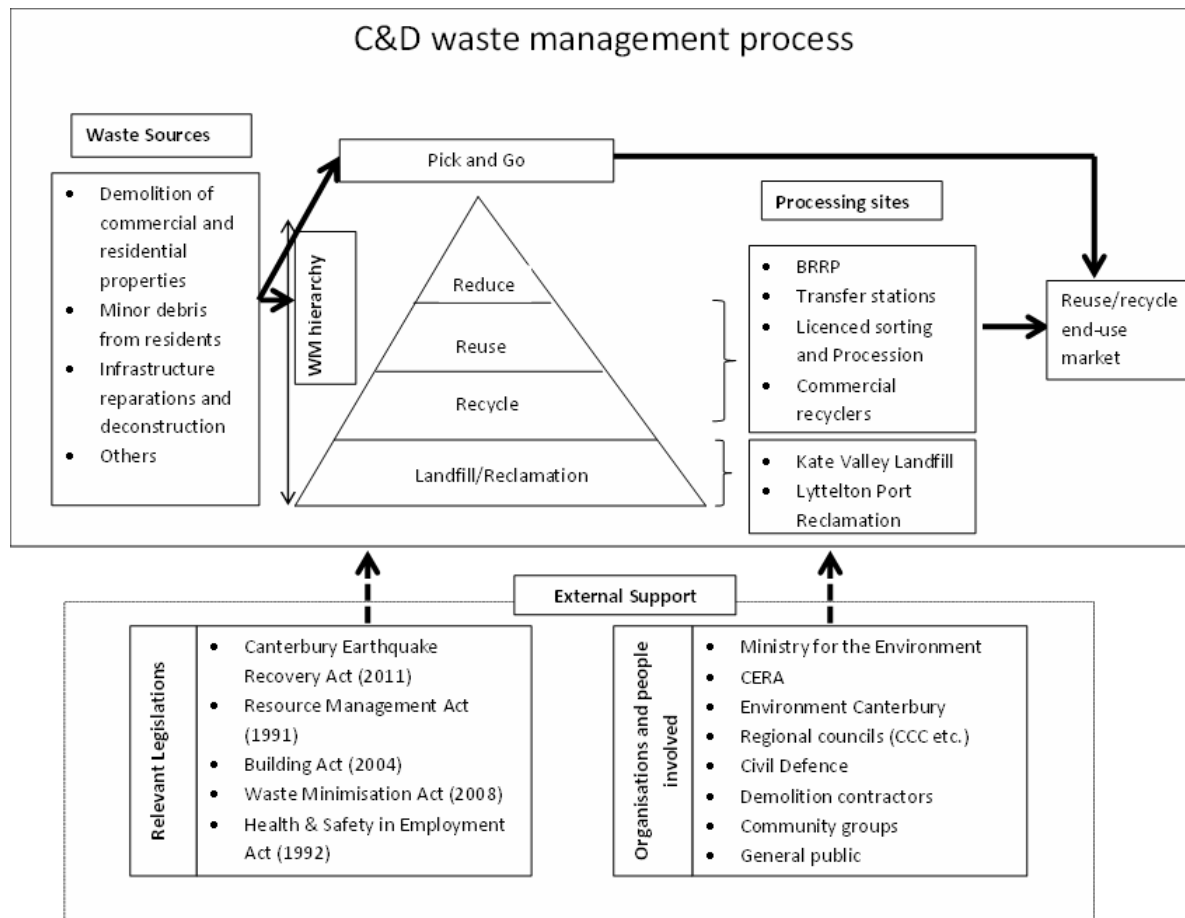 C&D waste management process
Waste Sources
• Demolition of
commercial and
residential
properties
• Minor debris
from residents
• Infrastructure
reparations and
deconstruction
• Others
Pick and Go
WM hierarchy
Reduce
Reuse
Recycle
Landfill/Reclamation
Processing sites
• BRRP
• Transfer stations
• Licenced sorting
and Procession
• Commercial
recyclers
• Kate Valley Landfill
• Lyttelton Port
Reclamation
Reuse/recycle
end-use
market
External Support
Relevant Legislations
• Canterbury Earthquake
Recovery Act (2011)
• Resource Management Act
(1991)
• Building Act (2004)
• Waste Minimisation Act (2008)
• Health & Safety in Employment
Act (1992)
Organisations and people
involved
• Ministry for the Environment
• CERA
• Environment Canterbury
• Regional councils (CCC etc.)
• Civil Defence
• Demolition contractors
• Community groups
• General public